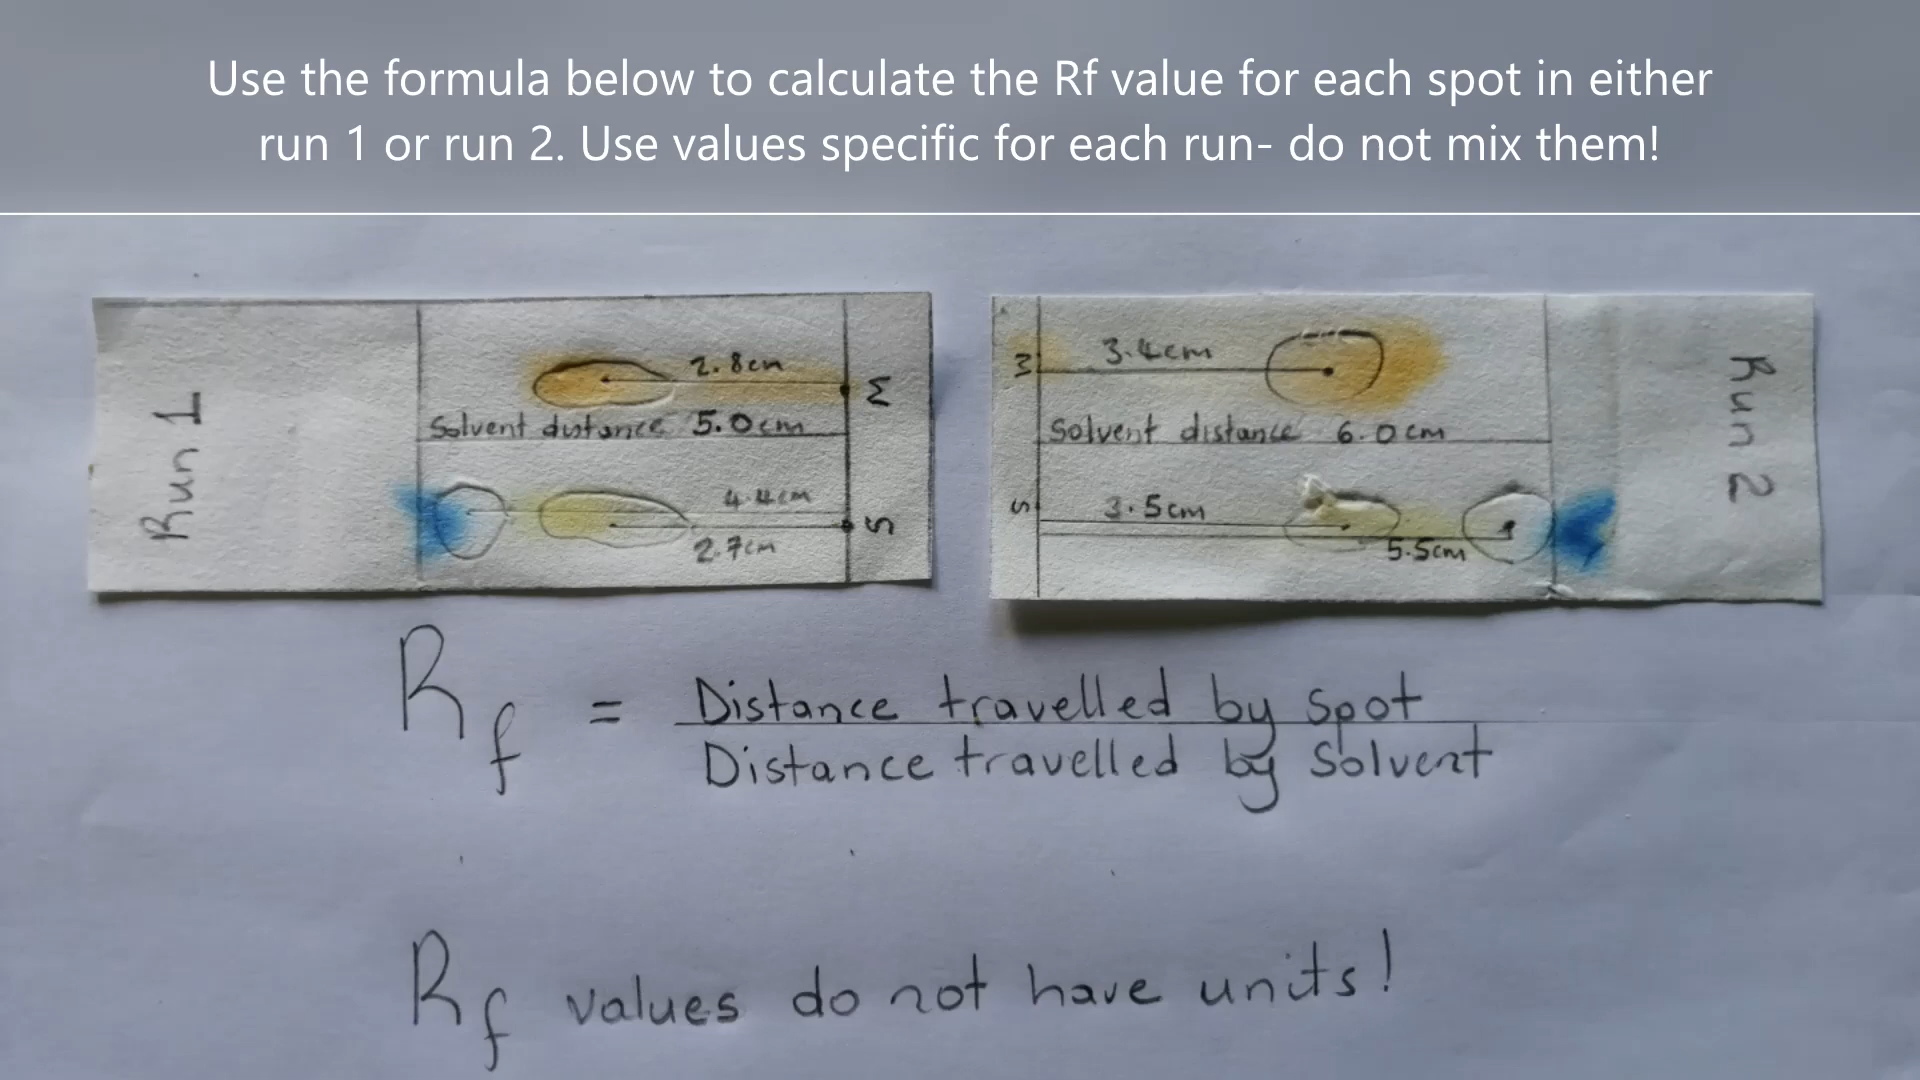 Use the formula below to calculate the Rf value for each spot in either
run 1 or run 2. Use values specific for each run- do not mix them!
Run 1
2.8cm
M
Solvent distance 5.0cm
4.4cm
S
2.7cm
M
3.4cm
Solvent distance 6.0cm
S
3.5cm
5.5cm
Run 2
Rf = Distance travelled by spot
Distance travelled by Solvent
Rf values do not have units!